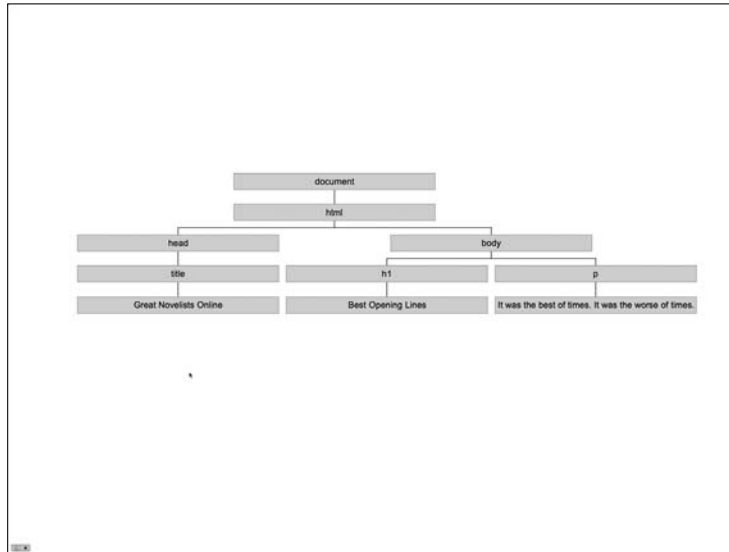 document
html
head body
title h1 p
Great Novelists Online Best Opening Lines It was the best of times. It was the worse of times.